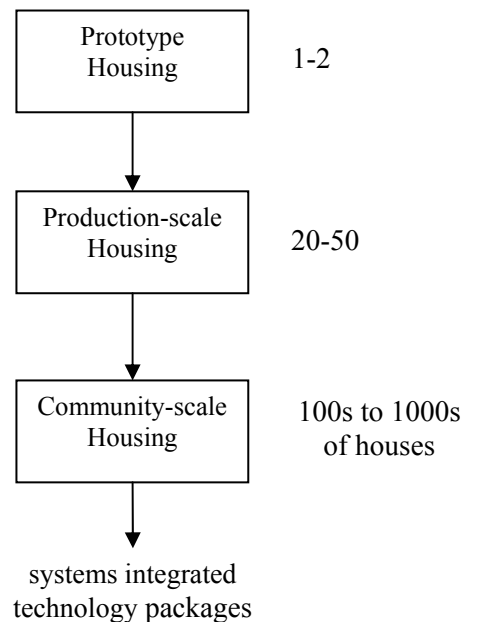 Prototype
Housing
1-2
Production-scale
Housing
20-50
Community-scale
Housing
100s to 1000s
of houses
systems integrated
technology packages